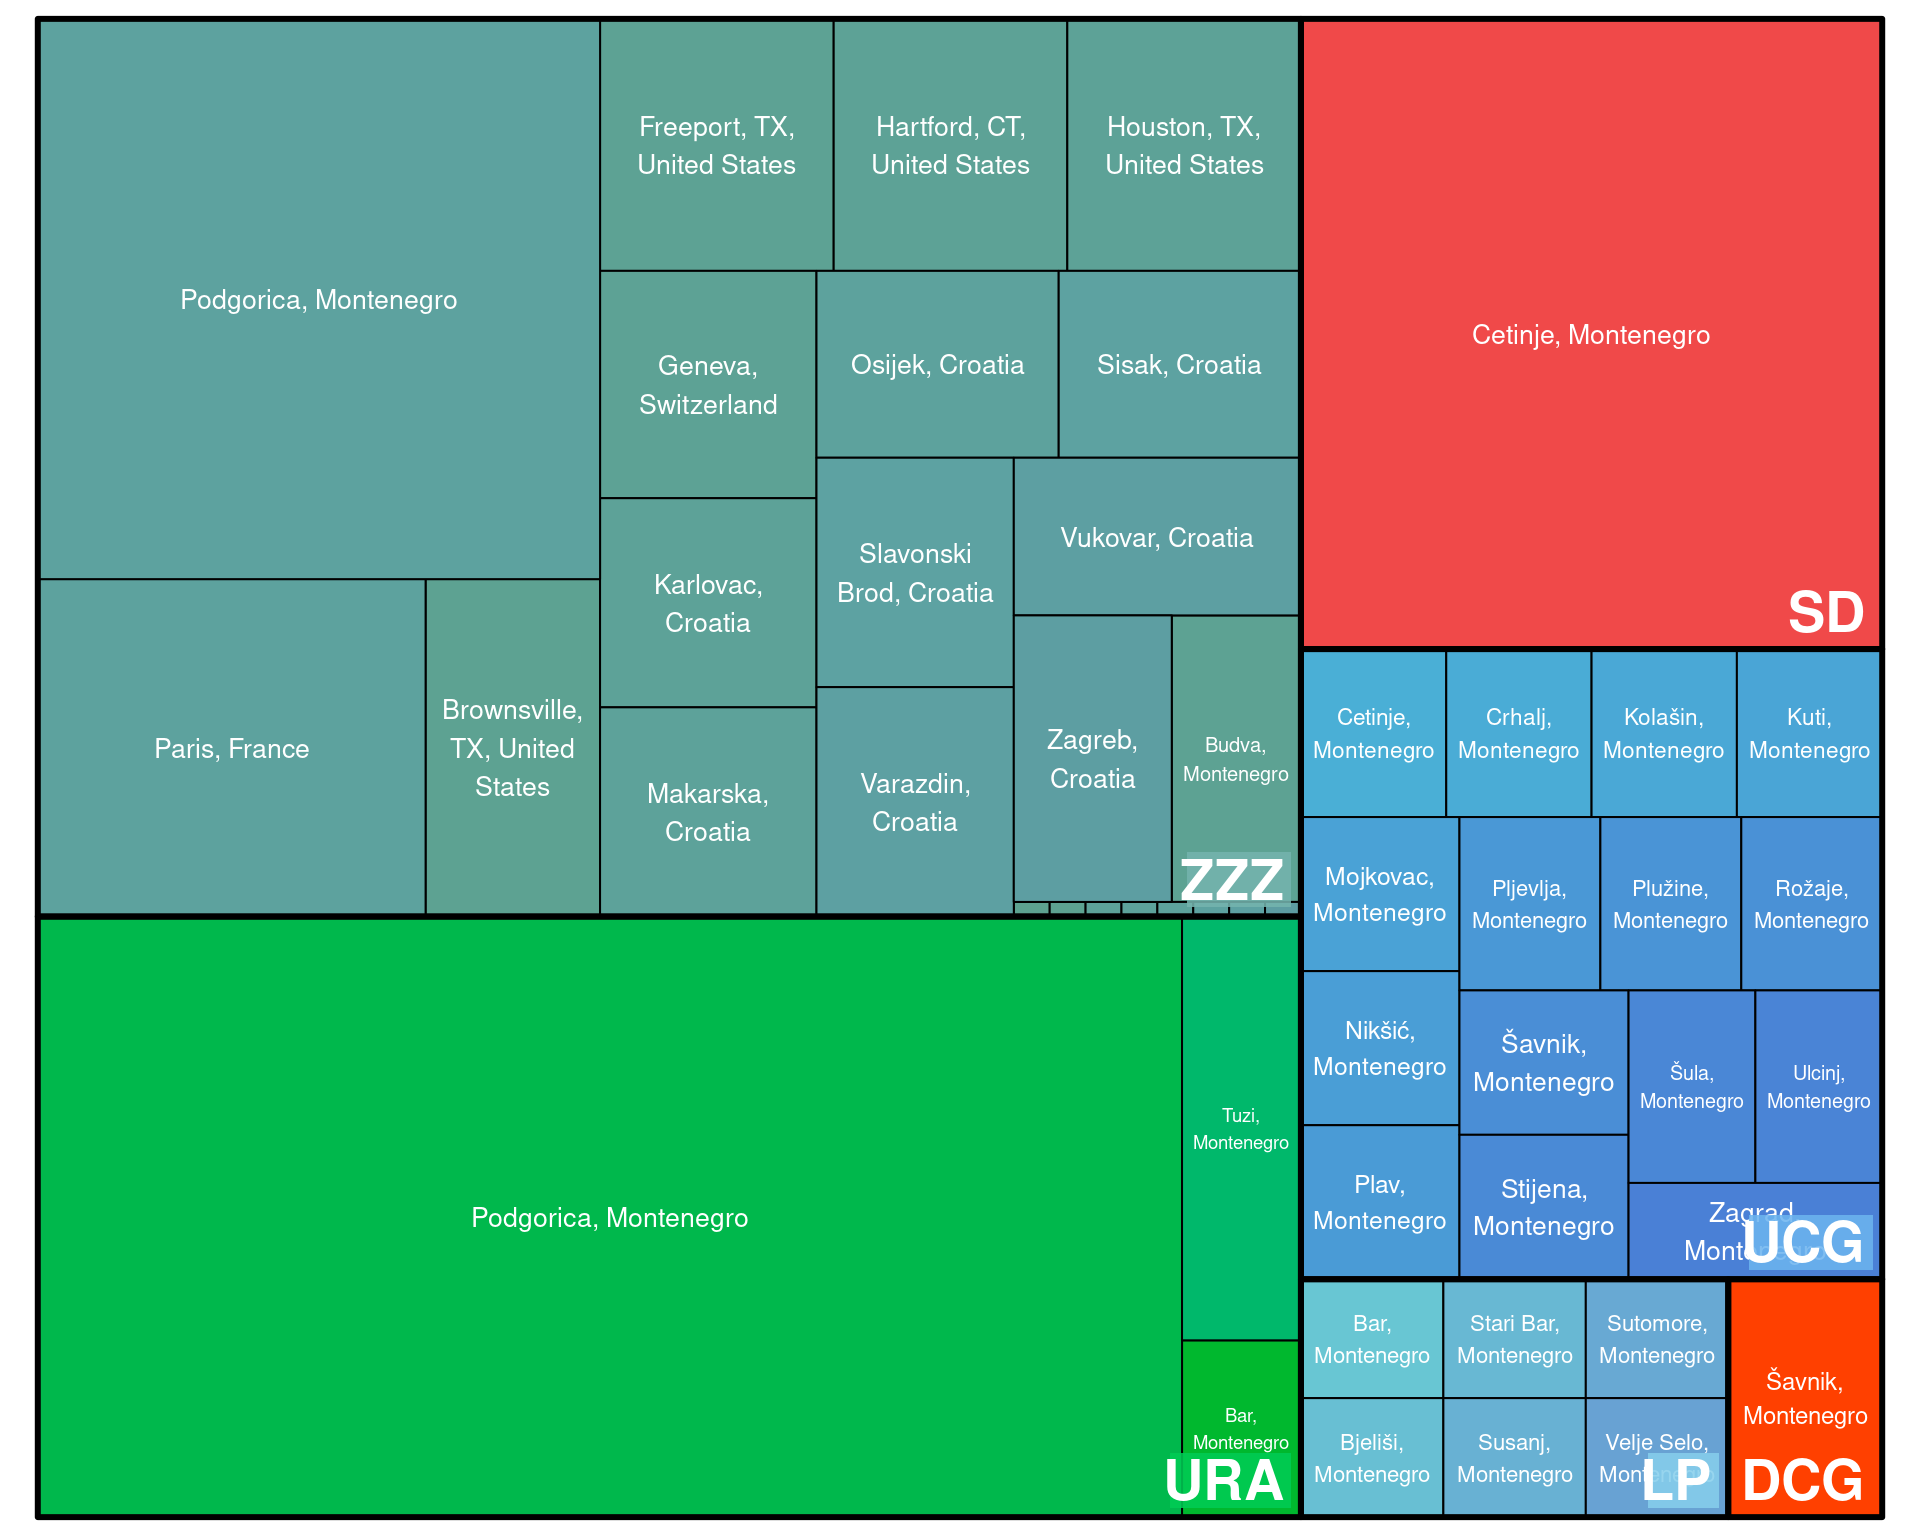 Podgorica, Montenegro
Paris, France
Brownsville,
TX, United
States
Freeport, TX,
United States
Hartford, CT,
United States
Houston, TX,
United States
Geneva,
Switzerland
Karlovac,
Croatia
Makarska,
Croatia
Osijek, Croatia
Sisak, Croatia
Slavonski
Brod, Croatia
Varazdin,
Croatia
Vukovar, Croatia
Zagreb,
Croatia
Budva,
Montenegro
ZZZ
Podgorica, Montenegro
Tuzi,
Montenegro
Bar,
Montenegro
URA
Cetinje, Montenegro
SD
Cetinje,
Montenegro
Crhalj,
Montenegro
Kolašin,
Montenegro
Kuti,
Montenegro
Mojkovac,
Montenegro
Nikšić,
Montenegro
Plav,
Montenegro
Pljevlja,
Montenegro
Plužine,
Montenegro
Rožaje,
Montenegro
Šavnik,
Montenegro
Stijena,
Montenegro
Šula,
Montenegro
Ulcinj,
Montenegro
Zagrad,
Montenegro
UCG
Bar,
Montenegro
Bjeliši,
Montenegro
Stari Bar,
Montenegro
Susanj,
Montenegro
Sutomore,
Montenegro
Velje Selo,
Montenegro
LP
Šavnik,
Montenegro
DCG